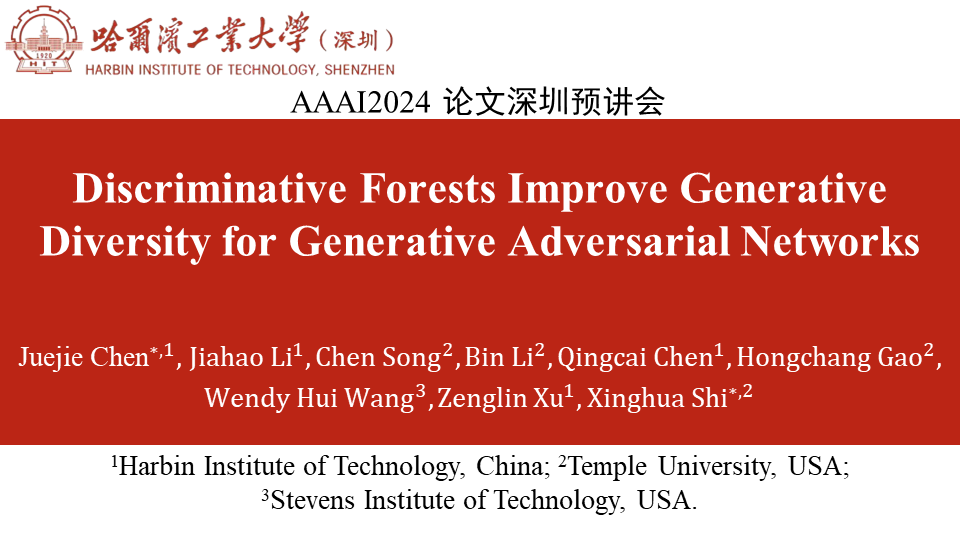 哈爾濱工業大學(深圳)
1920
HIT
HARBIN INSTITUTE OF TECHNOLOGY, SHENZHEN
AAAI2024 论文深圳预讲会
Discriminative Forests Improve Generative
Diversity for Generative Adversarial Networks
Juejie Chen*,1, Jiahao Li1, Chen Song2, Bin Li2, Qingcai Chen1, Hongchang Gao2,
Wendy Hui Wang3, Zenglin Xu1, Xinghua Shi*,2
1Harbin Institute of Technology, China; 2Temple University, USA;
3Stevens Institute of Technology, USA.